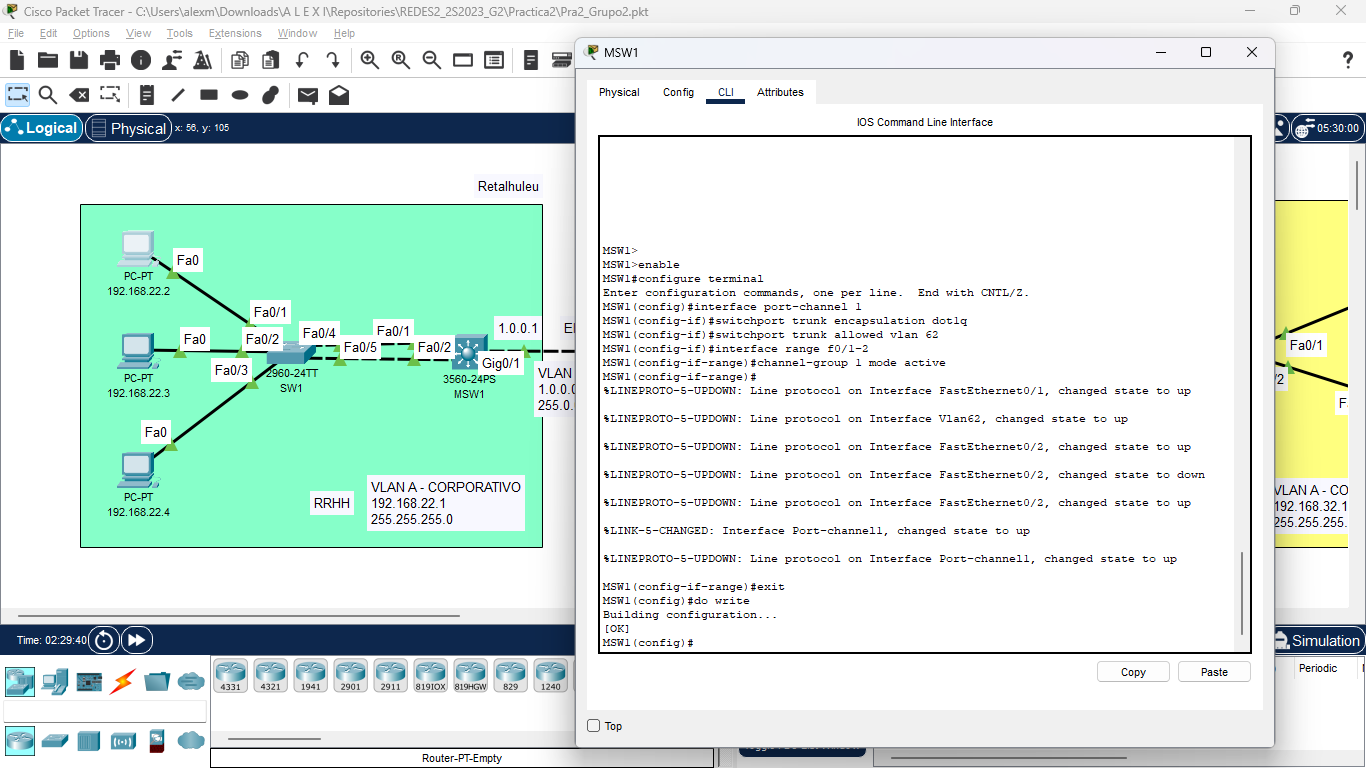 Cisco Packet Tracer - C:\Users\alexm\Downloads\A L E X I\Repositories\REDES2_2S2023_G2\Practica2\Pra2_Grupo2.pkt
File Edit Options View Tools Extensions Window Help
Logical
Physical
x: 56, y: 105
05:30:00
Retalhuleu
Fa0
PC-PT
192.168.22.2
Fa0/1
Fa0
Fa0/2
Fa0/4
Fa0/5
Fa0/1
Fa0/2
1.0.0.1
Gig0/1
PC-PT
192.168.22.3
Fa0/3
2960-24TT
SW1
3560-24PS
MSW1
VLAN
1.0.0.0
255.0.
Fa0
PC-PT
192.168.22.4
RRHH
VLAN A - CORPORATIVO
192.168.22.1
255.255.255.0
MSW1
Physical Config CLI Attributes
IOS Command Line Interface
MSW1>
MSW1>enable
MSW1#configure terminal
Enter configuration commands, one per line. End with CNTL/Z.
MSW1(config)#interface port-channel 1
MSW1(config-if)#switchport trunk encapsulation dot1q
MSW1(config-if)#switchport trunk allowed vlan 62
MSW1(config-if)#interface range f0/1-2
MSW1(config-if-range)#channel-group 1 mode active
MSW1(config-if-range)#
%LINEPROTO-5-UPDOWN: Line protocol on Interface FastEthernet0/1, changed state to up
%LINEPROTO-5-UPDOWN: Line protocol on Interface Vlan62, changed state to up
%LINEPROTO-5-UPDOWN: Line protocol on Interface FastEthernet0/2, changed state to up
%LINEPROTO-5-UPDOWN: Line protocol on Interface FastEthernet0/2, changed state to down
%LINEPROTO-5-UPDOWN: Line protocol on Interface FastEthernet0/2, changed state to up
%LINK-5-CHANGED: Interface Port-channel1, changed state to up
%LINEPROTO-5-UPDOWN: Line protocol on Interface Port-channel1, changed state to up
MSW1(config-if-range)#exit
MSW1(config)#do write
Building configuration...
[OK]
MSW1(config)#
Copy
Paste
Top
Fa0/1
/2
F
VLAN A - CO
192.168.32.1
255.255.255.
Time: 02:29:40
Simulation
Periodic
4331 4321 1941 2901 2911 819IOX 819HGW 829 1240
Router-PT-Empty